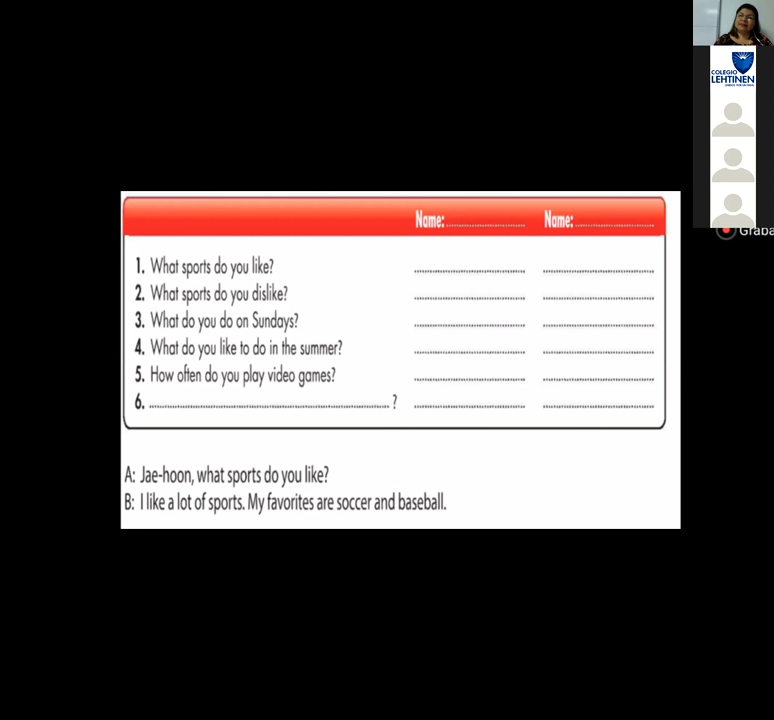 COLEGIO
LEHTINEN
Graba
Name: Name:
1. What sports do you like?
2. What sports do you dislike?
3. What do you do on Sundays?
4. What do you like to do in the summer?
5. How often do you play video games?
6. ?
A: Jae-hoon, what sports do you like?
B: I like a lot of sports. My favorites are soccer and baseball.